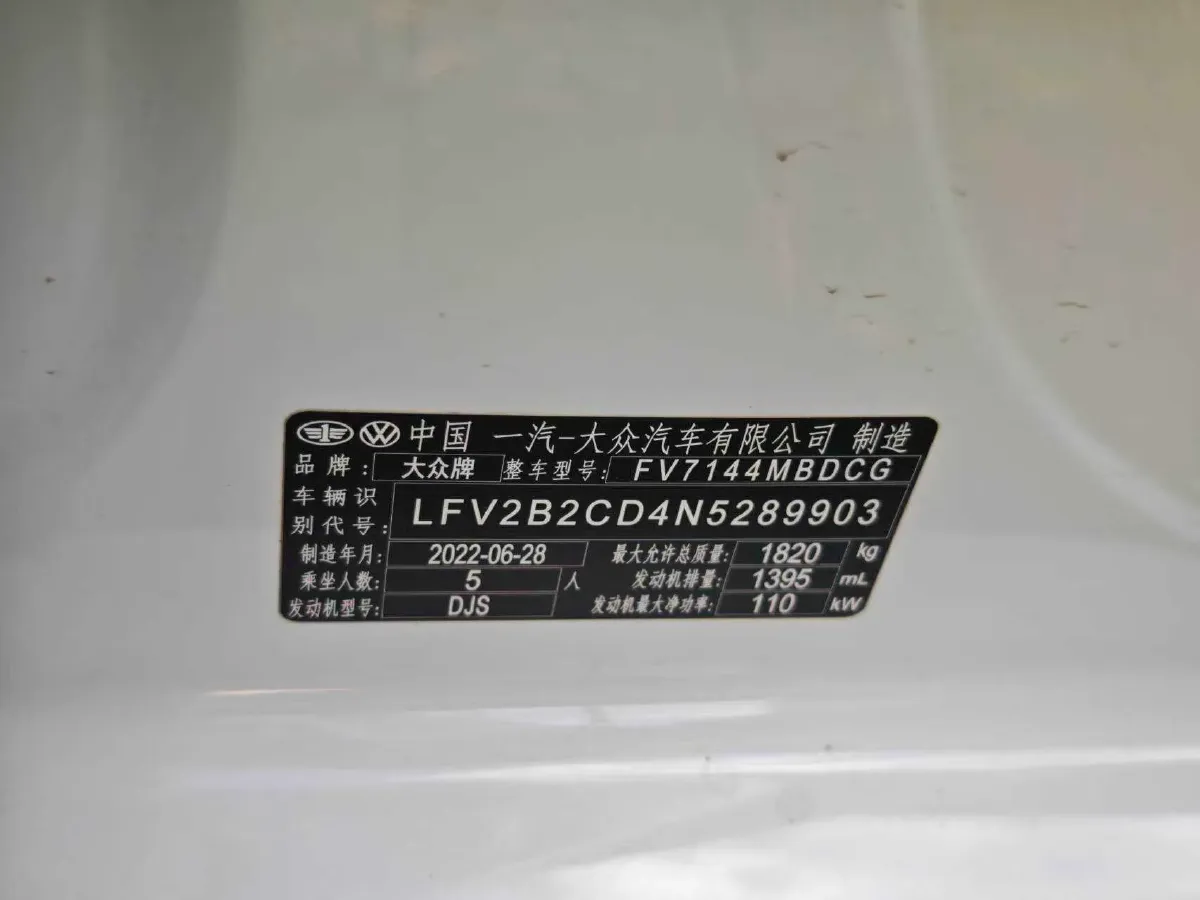 中国 一汽-大众汽车有限公司 制造
品牌: 大众牌 整车型号: FV7144MBDCG
车辆识
别代号: LFV2B2CD4N5289903
制造年月: 2022-06-28 最大允许总质量: 1820 kg
乘坐人数: 5 人 发动机排量: 1395 mL
发动机型号: DJS 发动机最大净功率: 110 kW